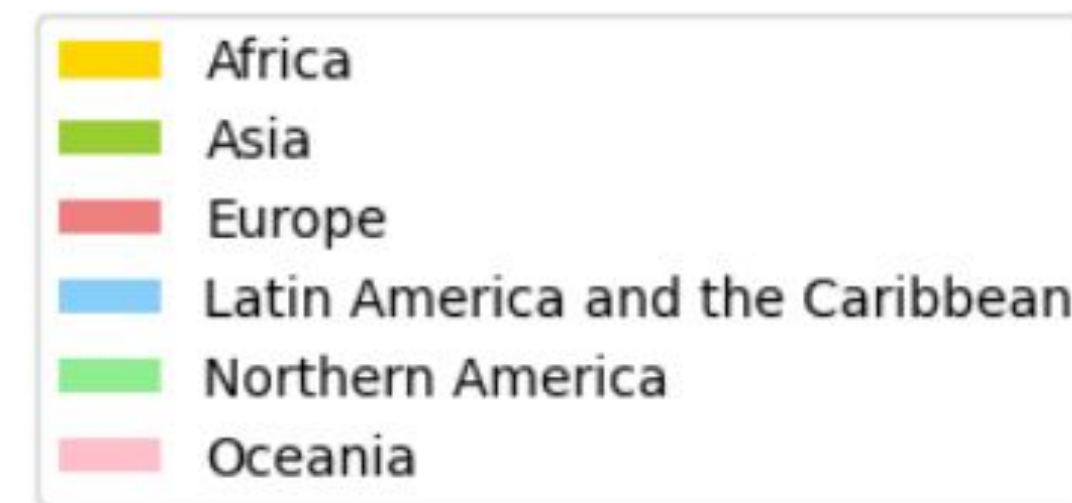 Africa
Asia
Europe
Latin America and the Caribbean
Northern America
Oceania